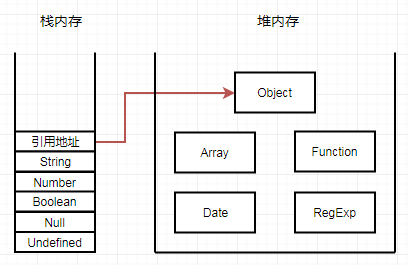 栈内存
堆内存
Object
引用地址
String
Number
Boolean
Null
Undefined
Array
Function
Date
RegExp